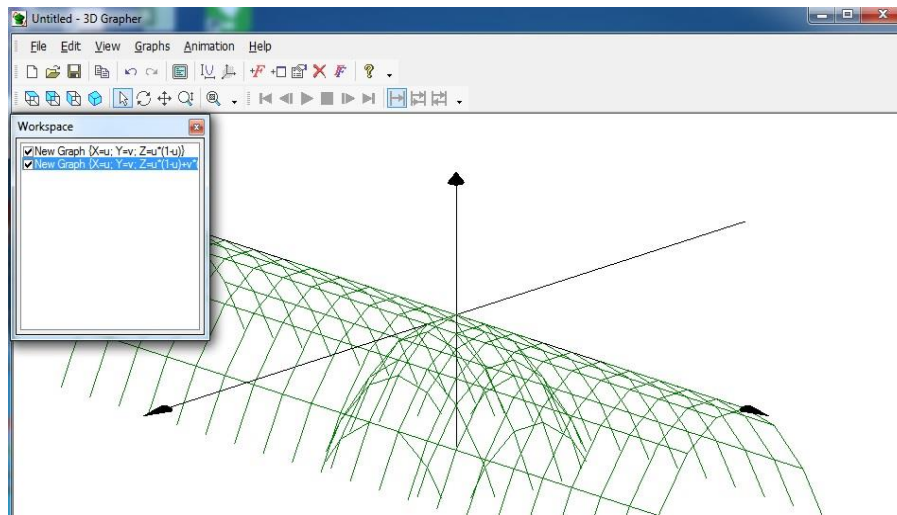 Untitled - 3D Grapher
File Edit View Graphs Animation Help
Workspace
New Graph {X=u; Y=v; Z=u*(1-u)}
New Graph {X=u; Y=v; Z=u*(1-u)+v*(